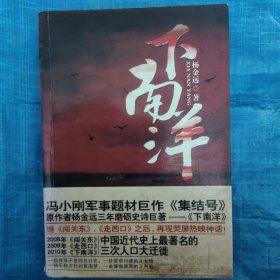 下南洋
XIA NAN YANG
杨金远 著
冯小刚军事题材巨作《集结号》
原作者杨金远三年磨砺史诗巨著——《下南洋》
继《闯关东》、《走西口》之后，再现荧屏热映神话！
2008年《闯关东》
2009年《走西口》
2010年《下南洋》
中国近代史上最著名的
三次人口大迁徙